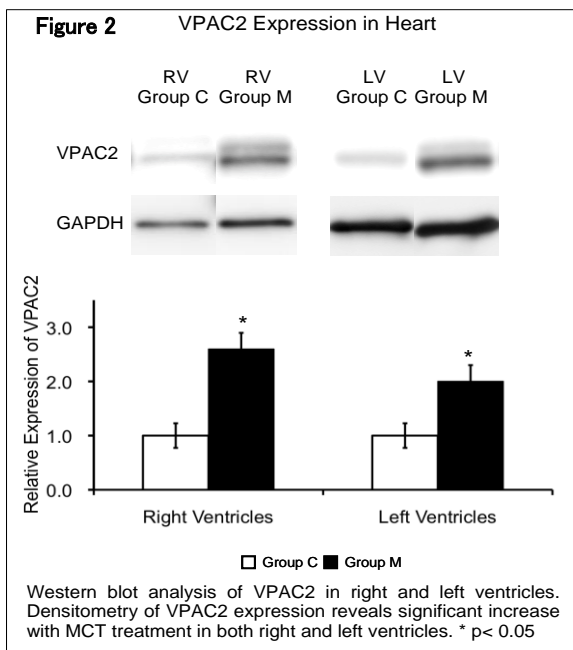 Figure 2 VPAC2 Expression in Heart
RV RV LV LV
Group C Group M Group C Group M
VPAC2
GAPDH
Relative Expression of VPAC2
3.0
2.0
1.0
0.0
* *
Right Ventricles Left Ventricles
Group C Group M
Western blot analysis of VPAC2 in right and left ventricles.
Densitometry of VPAC2 expression reveals significant increase
with MCT treatment in both right and left ventricles. * p< 0.05